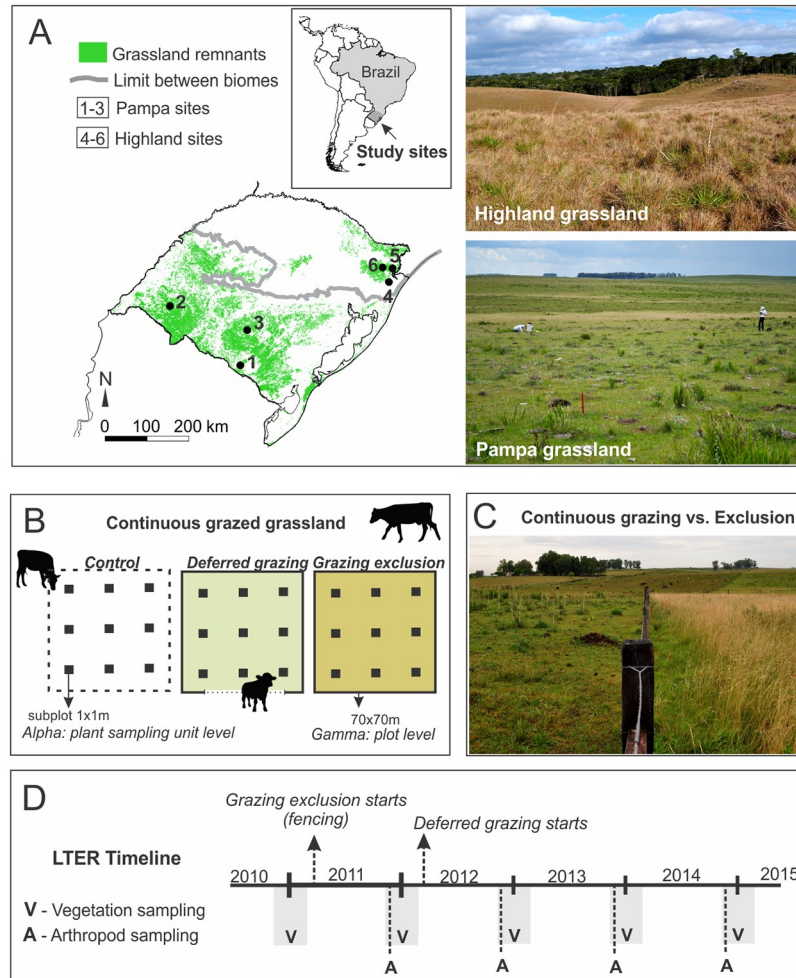 A
Grassland remnants
Limit between biomes
1-3 Pampa sites
4-6 Highland sites
Brazil
Study sites
Highland grassland
2
3
1
6
5
4
N
0 100 200 km
Pampa grassland
B
Continuous grazed grassland
Control
Deferred grazing
Grazing exclusion
subplot 1x1m
Alpha: plant sampling unit level
70x70m
Gamma: plot level
C
Continuous grazing vs. Exclusion
D
Grazing exclusion starts
(fencing)
Deferred grazing starts
LTER Timeline
2010 2011 2012 2013 2014 2015
V - Vegetation sampling
A - Arthropod sampling
V V V V V
A A A A